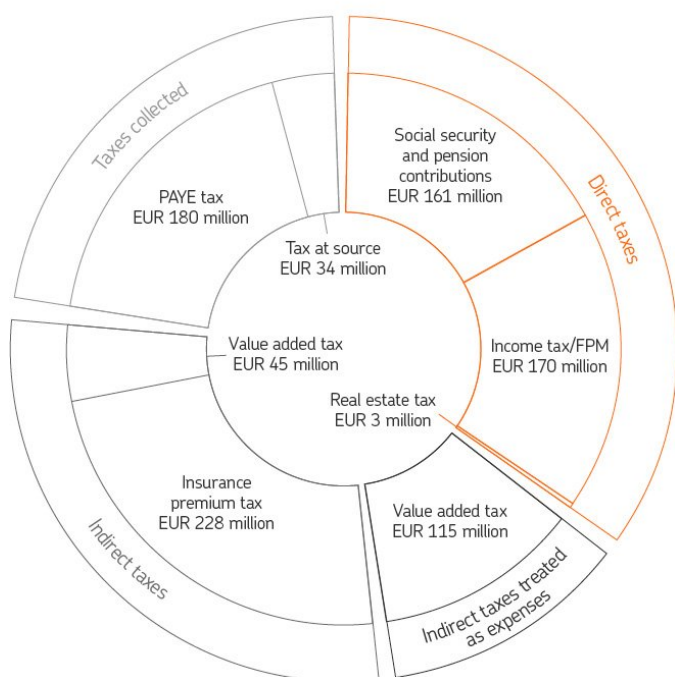 Taxes collected
PAYE tax
EUR 180 million
Tax at source
EUR 34 million
Direct taxes
Social security
and pension
contributions
EUR 161 million
Income tax/FPM
EUR 170 million
Real estate tax
EUR 3 million
Indirect taxes treated
as expenses
Value added tax
EUR 115 million
Indirect taxes
Value added tax
EUR 45 million
Insurance
premium tax
EUR 228 million